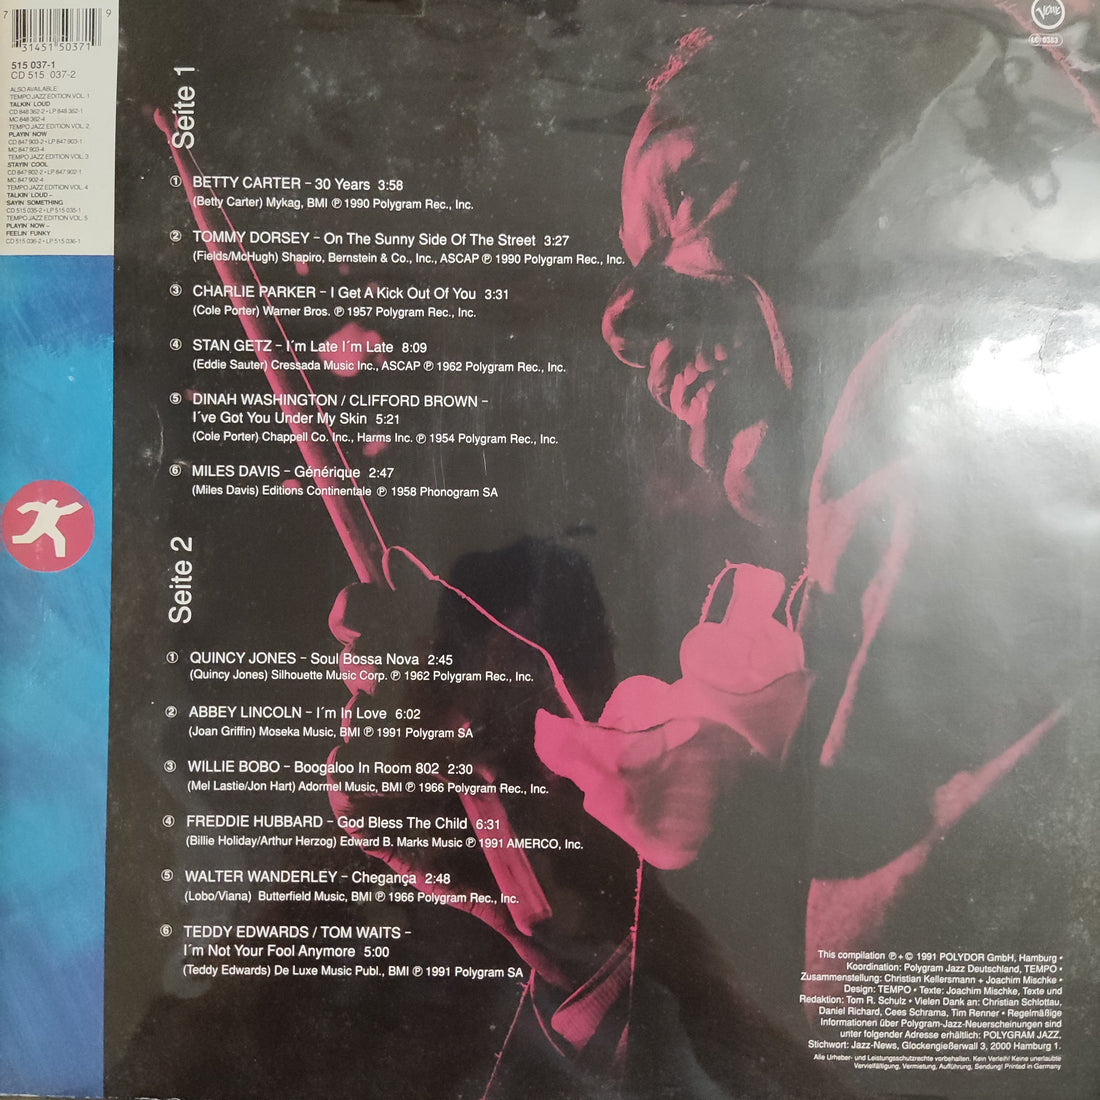 7 31451 50371 9
515 037-1
CD 515 037-2
ALSO AVAILABLE:
TEMPO JAZZ EDITION VOL. 1
TALKIN' LOUD
CD 848 362-2 • LP 848 362-1
MC 848 362-4
TEMPO JAZZ EDITION VOL. 2
PLAYIN' NOW
CD 847 903-2 • LP 847 903-1
MC 847 903-4
TEMPO JAZZ EDITION VOL. 3
STAYIN' COOL
CD 847 902-2 • LP 847 902-1
MC 847 902-4
TEMPO JAZZ EDITION VOL. 4
TALKIN' LOUD –
SAYIN' SOMETHING
CD 515 035-2 • LP 515 035-1
TEMPO JAZZ EDITION VOL. 5
PLAYIN' NOW –
FEELIN' FUNKY
CD 515 036-2 • LP 515 036-1
Verve
LC 0383
Seite 1
① BETTY CARTER – 30 Years 3:58
(Betty Carter) Mykag, BMI ℗ 1990 Polygram Rec., Inc.
② TOMMY DORSEY – On The Sunny Side Of The Street 3:27
(Fields/McHugh) Shapiro, Bernstein & Co., Inc., ASCAP ℗ 1990 Polygram Rec., Inc.
③ CHARLIE PARKER – I Get A Kick Out Of You 3:31
(Cole Porter) Warner Bros. ℗ 1957 Polygram Rec., Inc.
④ STAN GETZ – I´m Late I´m Late 8:09
(Eddie Sauter) Cressada Music Inc., ASCAP ℗ 1962 Polygram Rec., Inc.
⑤ DINAH WASHINGTON / CLIFFORD BROWN –
I´ve Got You Under My Skin 5:21
(Cole Porter) Chappell Co. Inc., Harms Inc. ℗ 1954 Polygram Rec., Inc.
⑥ MILES DAVIS – Générique 2:47
(Miles Davis) Editions Continentale ℗ 1958 Phonogram SA
Seite 2
① QUINCY JONES – Soul Bossa Nova 2:45
(Quincy Jones) Silhouette Music Corp. ℗ 1962 Polygram Rec., Inc.
② ABBEY LINCOLN – I´m In Love 6:02
(Joan Griffin) Moseka Music, BMI ℗ 1991 Polygram SA
③ WILLIE BOBO – Boogaloo In Room 802 2:30
(Mel Lastie/Jon Hart) Adormel Music, BMI ℗ 1966 Polygram Rec., Inc.
④ FREDDIE HUBBARD – God Bless The Child 6:31
(Billie Holiday/Arthur Herzog) Edward B. Marks Music ℗ 1991 AMERCO, Inc.
⑤ WALTER WANDERLEY – Chegança 2:48
(Lobo/Viana) Butterfield Music, BMI ℗ 1966 Polygram Rec., Inc.
⑥ TEDDY EDWARDS / TOM WAITS –
I´m Not Your Fool Anymore 5:00
(Teddy Edwards) De Luxe Music Publ., BMI ℗ 1991 Polygram SA
This compilation ℗ + © 1991 POLYDOR GmbH, Hamburg •
Koordination: Polygram Jazz Deutschland, TEMPO •
Zusammenstellung: Christian Kellersmann + Joachim Mischke •
Design: TEMPO • Texte: Joachim Mischke, Texte und
Redaktion: Tom R. Schulz • Vielen Dank an: Christian Schlottau,
Daniel Richard, Cees Schrama, Tim Renner • Regelmäßige
Informationen über Polygram-Jazz-Neuerscheinungen sind
unter folgender Adresse erhältlich: POLYGRAM JAZZ,
Stichwort: Jazz-News, Glockengießerwall 3, 2000 Hamburg 1.
Alle Urheber- und Leistungsschutzrechte vorbehalten. Kein Verleih! Keine unerlaubte
Vervielfältigung, Vermietung, Aufführung, Sendung! Printed in Germany